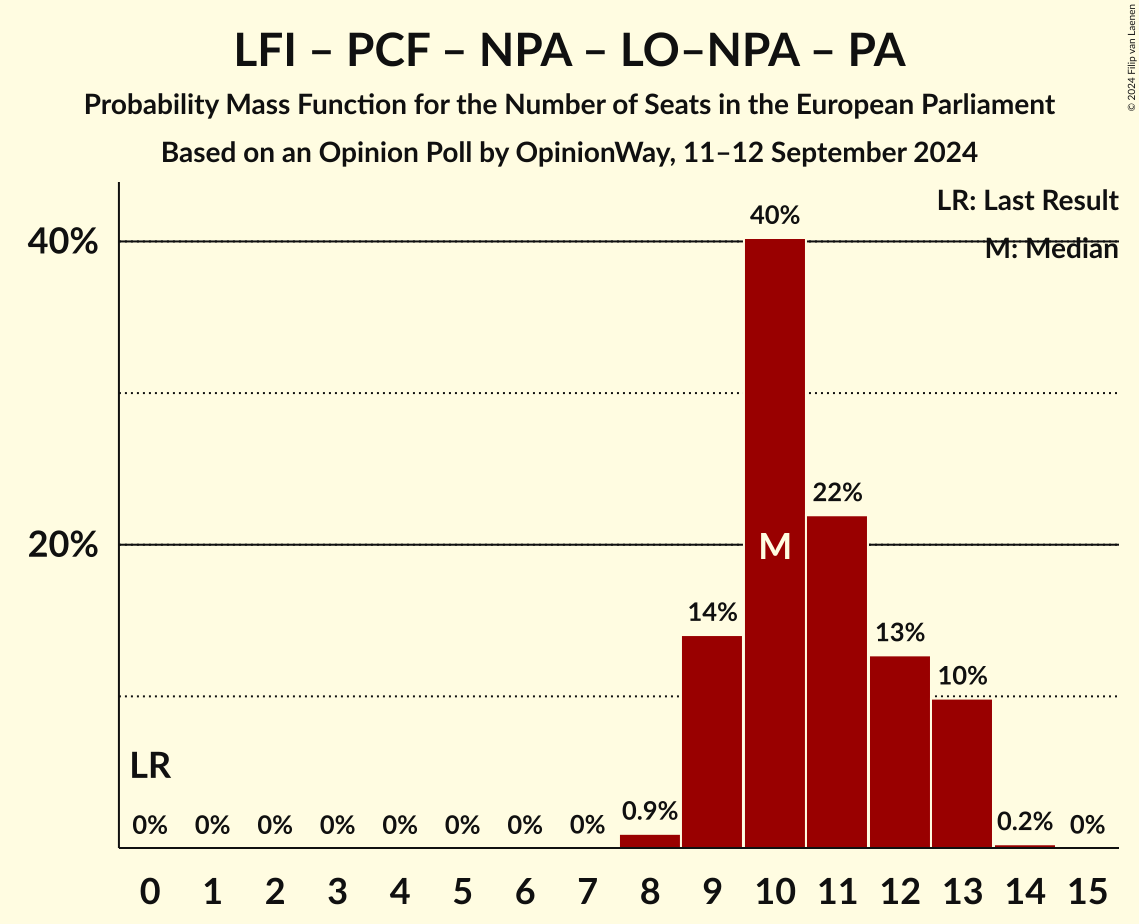 LFI – PCF – NPA – LO–NPA – PA
Probability Mass Function for the Number of Seats in the European Parliament
Based on an Opinion Poll by OpinionWay, 11–12 September 2024
© 2024 Filip van Laenen
LR: Last Result
M: Median
40%
20%
40%
22%
14%
13%
10%
M
LR
0% 0% 0% 0% 0% 0% 0% 0% 0.9% 0.2% 0%
0 1 2 3 4 5 6 7 8 9 10 11 12 13 14 15